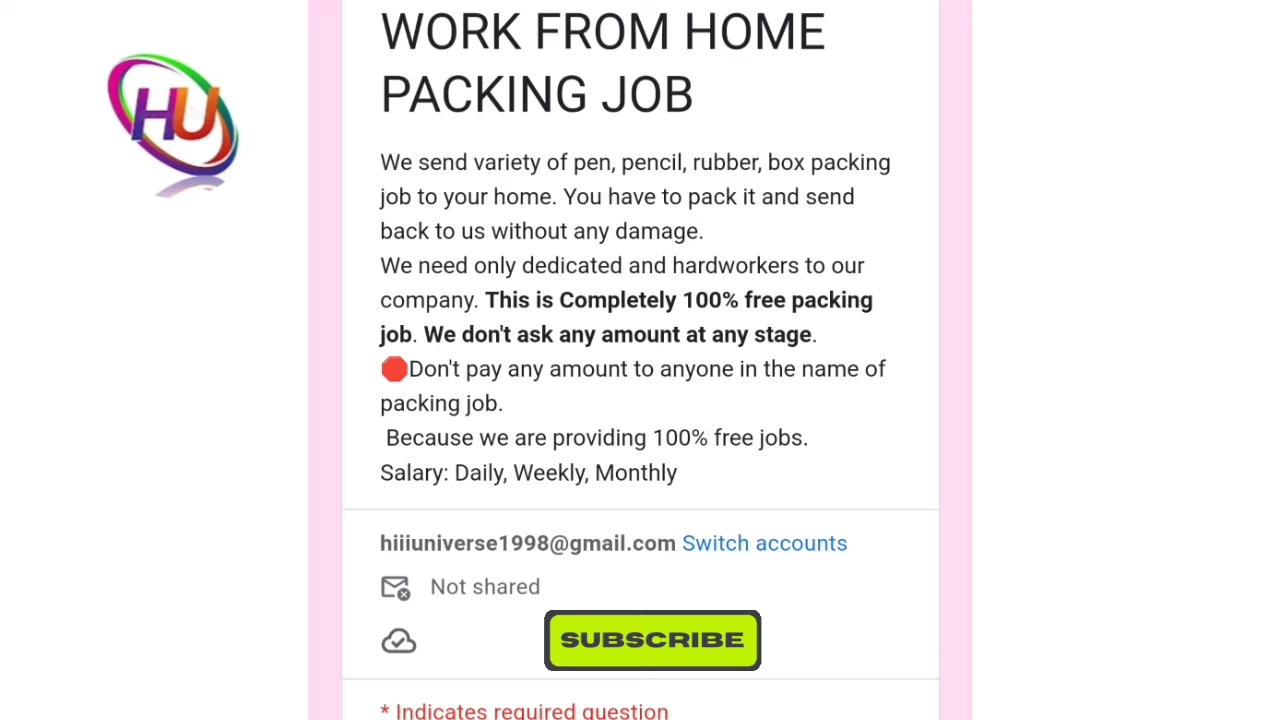 WORK FROM HOME
PACKING JOB
HU
We send variety of pen, pencil, rubber, box packing
job to your home. You have to pack it and send
back to us without any damage.
We need only dedicated and hardworkers to our
company. This is Completely 100% free packing
job. We don't ask any amount at any stage.
🛑Don't pay any amount to anyone in the name of
packing job.
Because we are providing 100% free jobs.
Salary: Daily, Weekly, Monthly
hiiiuniverse1998@gmail.com Switch accounts
Not shared
SUBSCRIBE
* Indicates required question